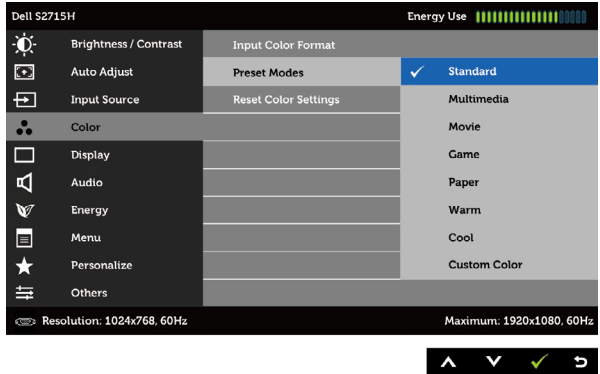 Dell S2715H Energy Use
Brightness / Contrast Input Color Format
Auto Adjust Preset Modes Standard
Input Source Reset Color Settings Multimedia
Color Movie
Display Game
Audio Paper
Energy Warm
Menu Cool
Personalize Custom Color
Others
Resolution: 1024x768, 60Hz Maximum: 1920x1080, 60Hz